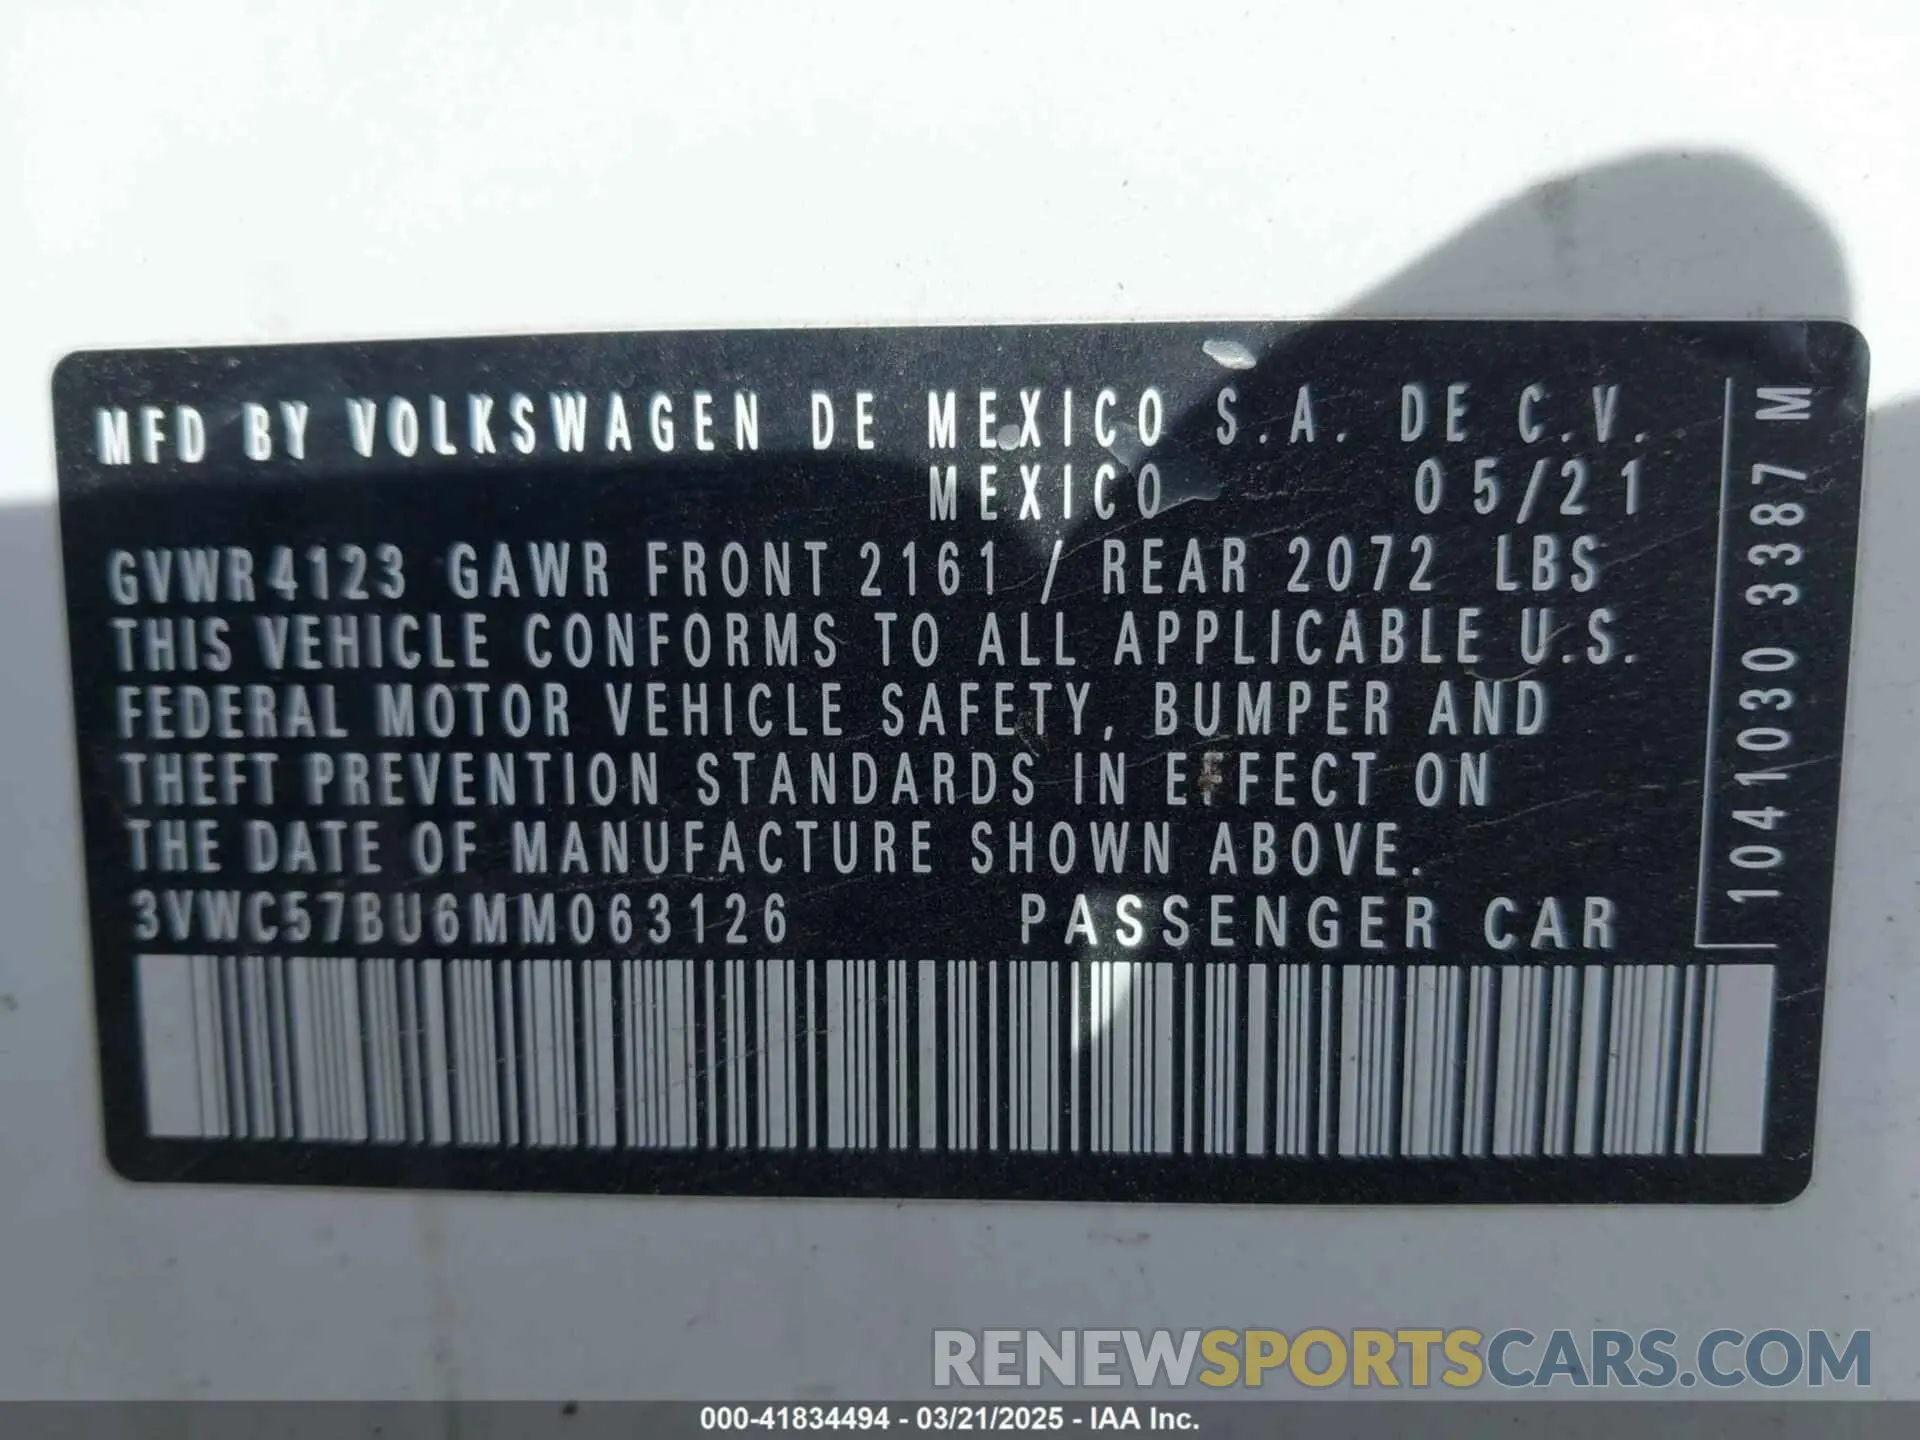 MFD BY VOLKSWAGEN DE MEXICO S.A. DE C.V.
MEXICO 05/21
GVWR4123 GAWR FRONT 2161 / REAR 2072 LBS
THIS VEHICLE CONFORMS TO ALL APPLICABLE U.S.
FEDERAL MOTOR VEHICLE SAFETY, BUMPER AND
THEFT PREVENTION STANDARDS IN EFFECT ON
THE DATE OF MANUFACTURE SHOWN ABOVE.
3VWC57BU6MM063126 PASSENGER CAR
1041030 3387 M
RENEWSPORTSCARS.COM
000-41834494 - 03/21/2025 - IAA Inc.